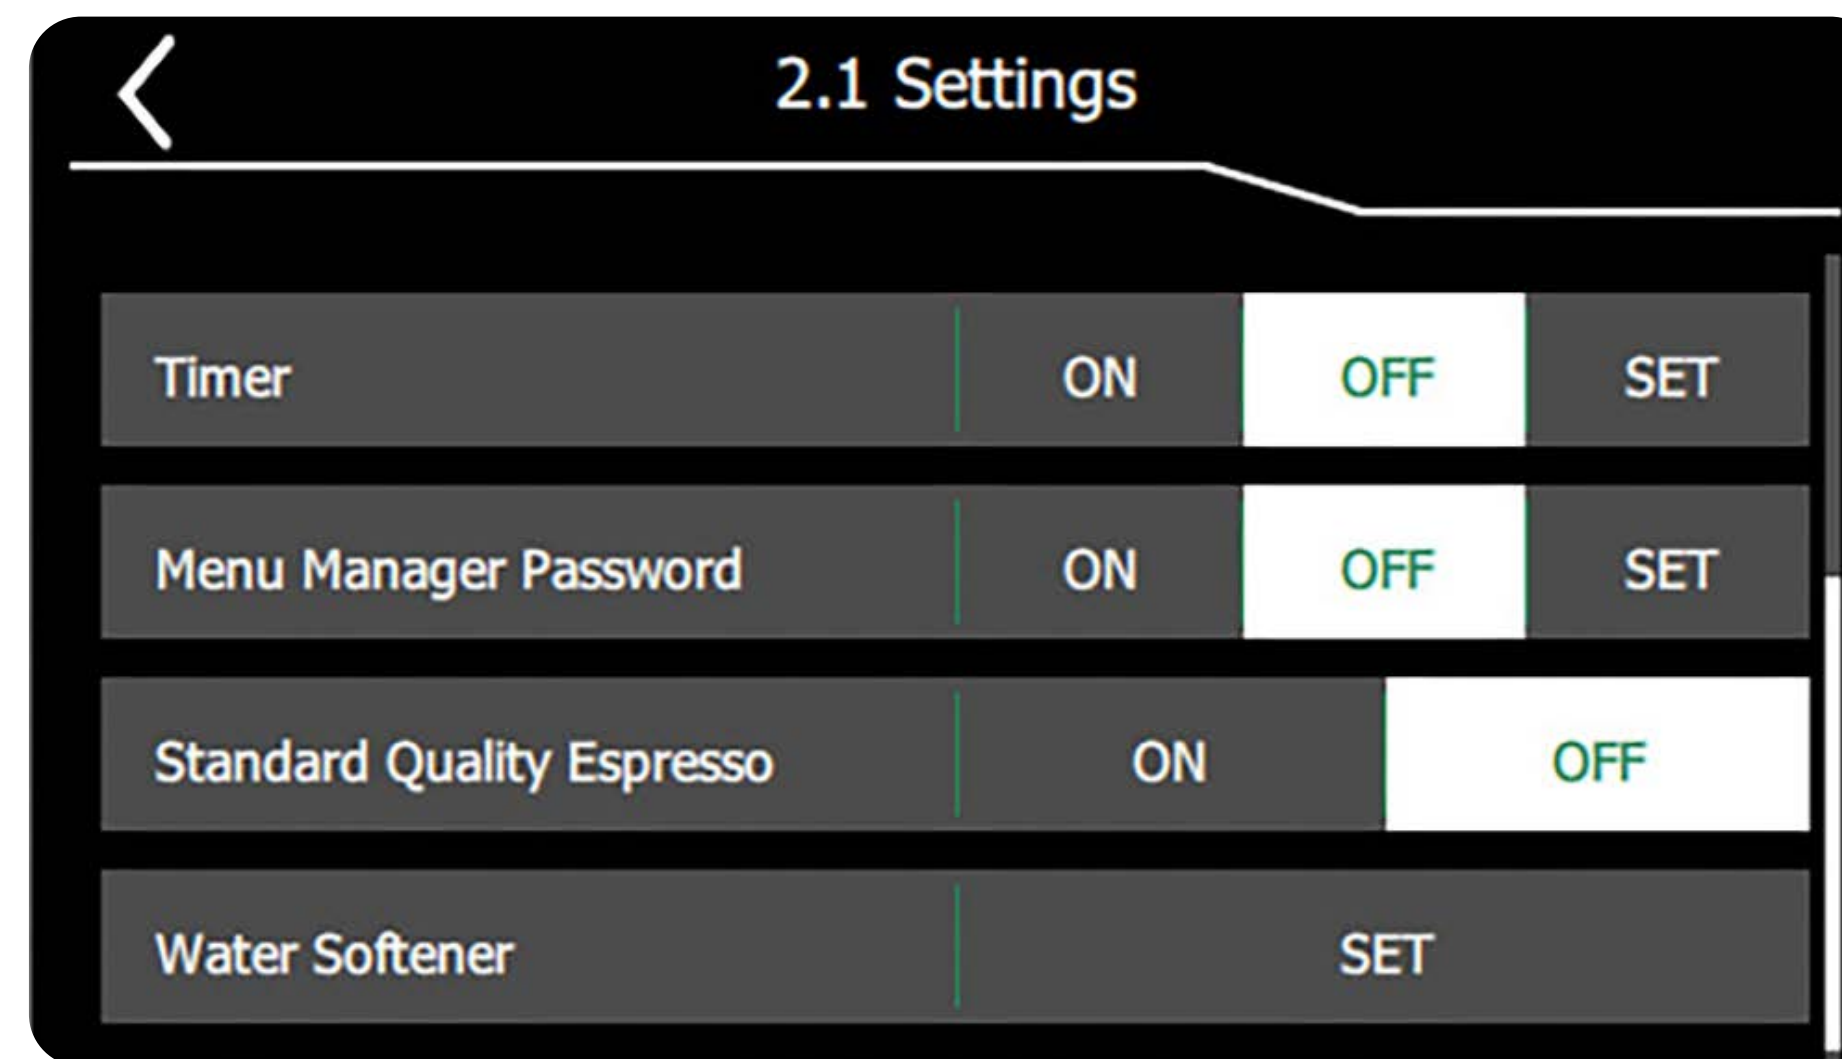 2.1 Settings
Timer ON OFF SET
Menu Manager Password ON OFF SET
Standard Quality Espresso ON OFF
Water Softener SET